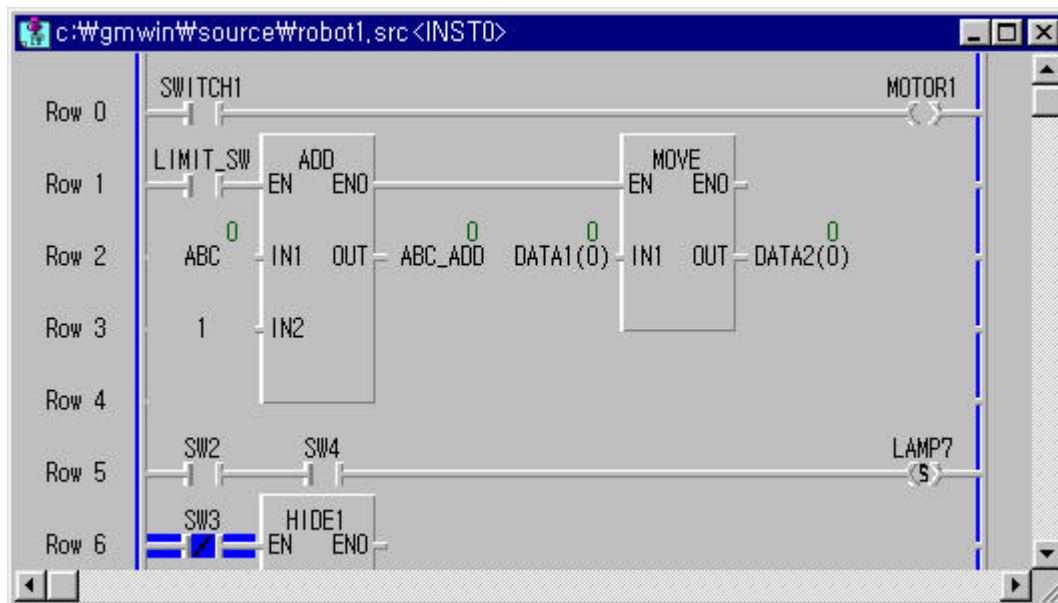 c:₩gmwin₩source₩robot1.src<INST0>
SWITCH1 MOTOR1
Row 0
LIMIT_SW ADD MOVE
Row 1 EN ENO EN ENO
0 0 0 0
Row 2 ABC IN1 OUT ABC_ADD DATA1(0) IN1 OUT DATA2(0)
Row 3 1 IN2
Row 4
SW2 SW4 LAMP7
Row 5 S
SW3 HIDE1
Row 6 EN ENO